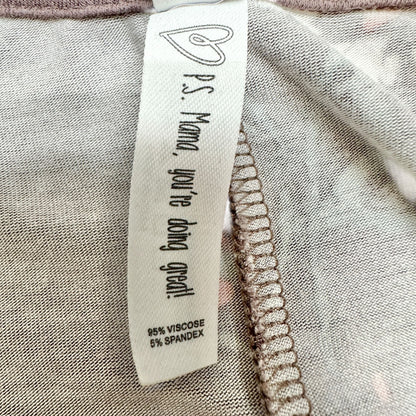 P.S. Mama, you're doing great!
95% VISCOSE
5% SPANDEX